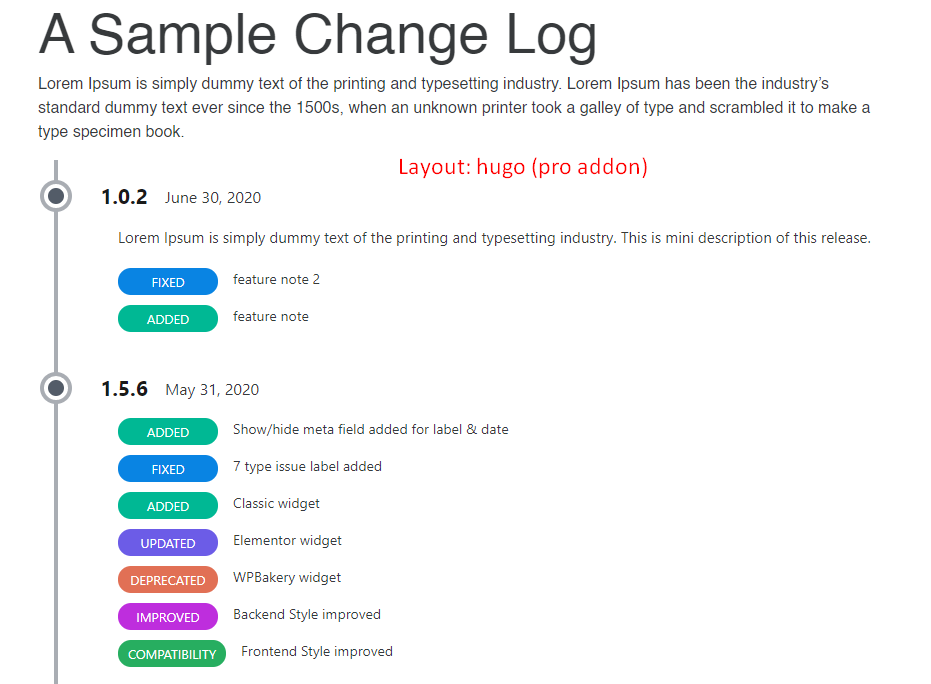 A Sample Change Log
Lorem Ipsum is simply dummy text of the printing and typesetting industry. Lorem Ipsum has been the industry’s
standard dummy text ever since the 1500s, when an unknown printer took a galley of type and scrambled it to make a
type specimen book.
Layout: hugo (pro addon)
1.0.2 June 30, 2020
Lorem Ipsum is simply dummy text of the printing and typesetting industry. This is mini description of this release.
FIXED feature note 2
ADDED feature note
1.5.6 May 31, 2020
ADDED Show/hide meta field added for label & date
FIXED 7 type issue label added
ADDED Classic widget
UPDATED Elementor widget
DEPRECATED WPBakery widget
IMPROVED Backend Style improved
COMPATIBILITY Frontend Style improved